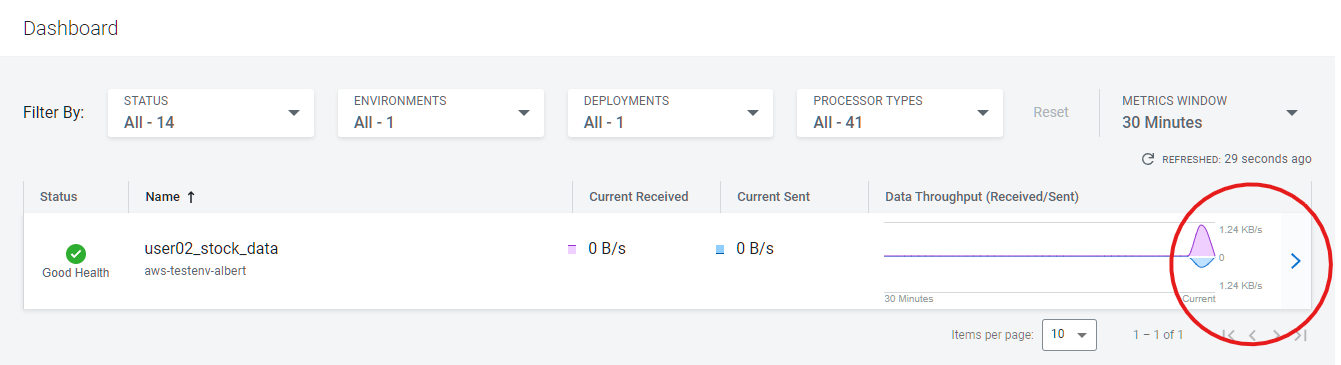 Dashboard
Filter By:
STATUS
All - 14
ENVIRONMENTS
All - 1
DEPLOYMENTS
All - 1
PROCESSOR TYPES
All - 41
Reset
METRICS WINDOW
30 Minutes
REFRESHED: 29 seconds ago
Status Name Current Received Current Sent Data Throughput (Received/Sent)
Good Health
user02_stock_data
aws-testenv-albert
0 B/s
0 B/s
1.24 KB/s
0
1.24 KB/s
30 Minutes Current
Items per page: 10 1 – 1 of 1